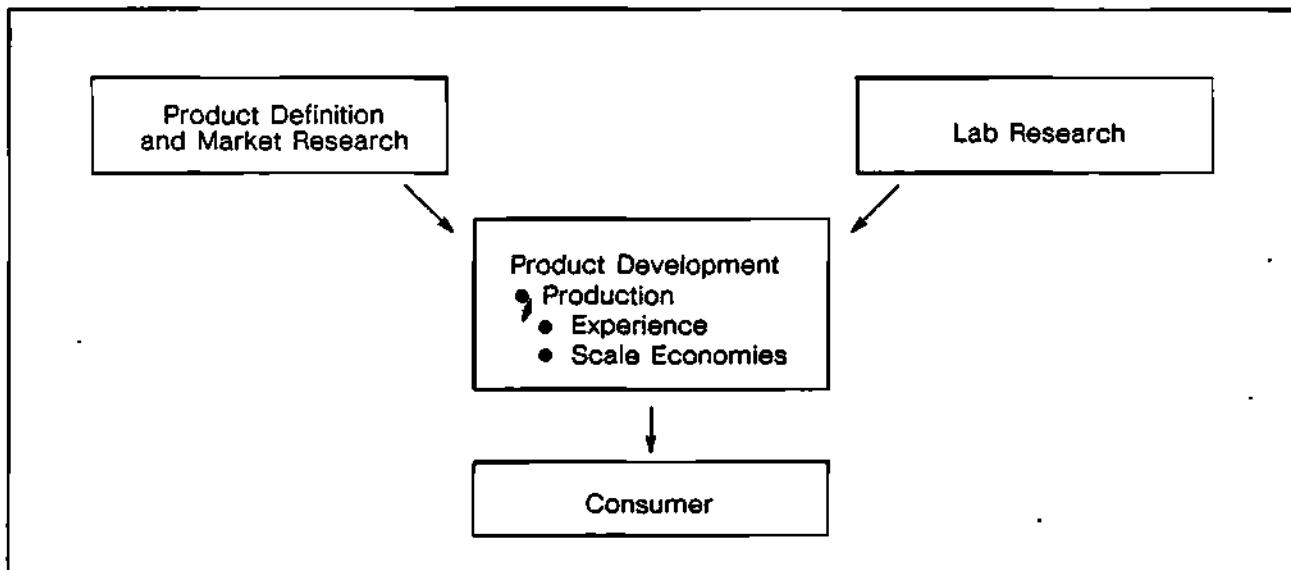 Product Definition
and Market Research
Lab Research
Product Development
● Production
● Experience
● Scale Economies
Consumer